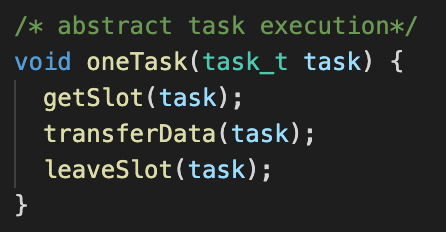 /* abstract task execution*/
void oneTask(task_t task) {
  getSlot(task);
  transferData(task);
  leaveSlot(task);
}